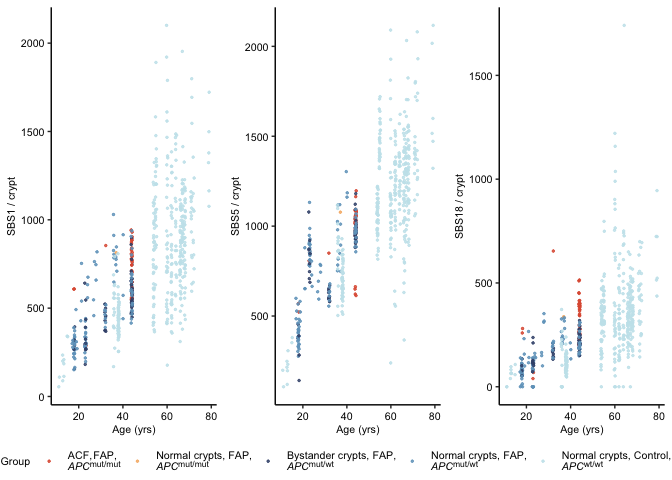 2000
1500
1000
500
0
SBS1 / crypt
20
40
60
80
Age (yrs)
2000
1500
1000
500
SBS5 / crypt
20
40
60
80
Age (yrs)
1500
1000
500
0
SBS18 / crypt
20
40
60
80
Age (yrs)
Group
ACF, FAP,
APCmut/mut
Normal crypts, FAP,
APCmut/mut
Bystander crypts, FAP,
APCmut/wt
Normal crypts, FAP,
APCmut/wt
Normal crypts, Control,
APCwt/wt